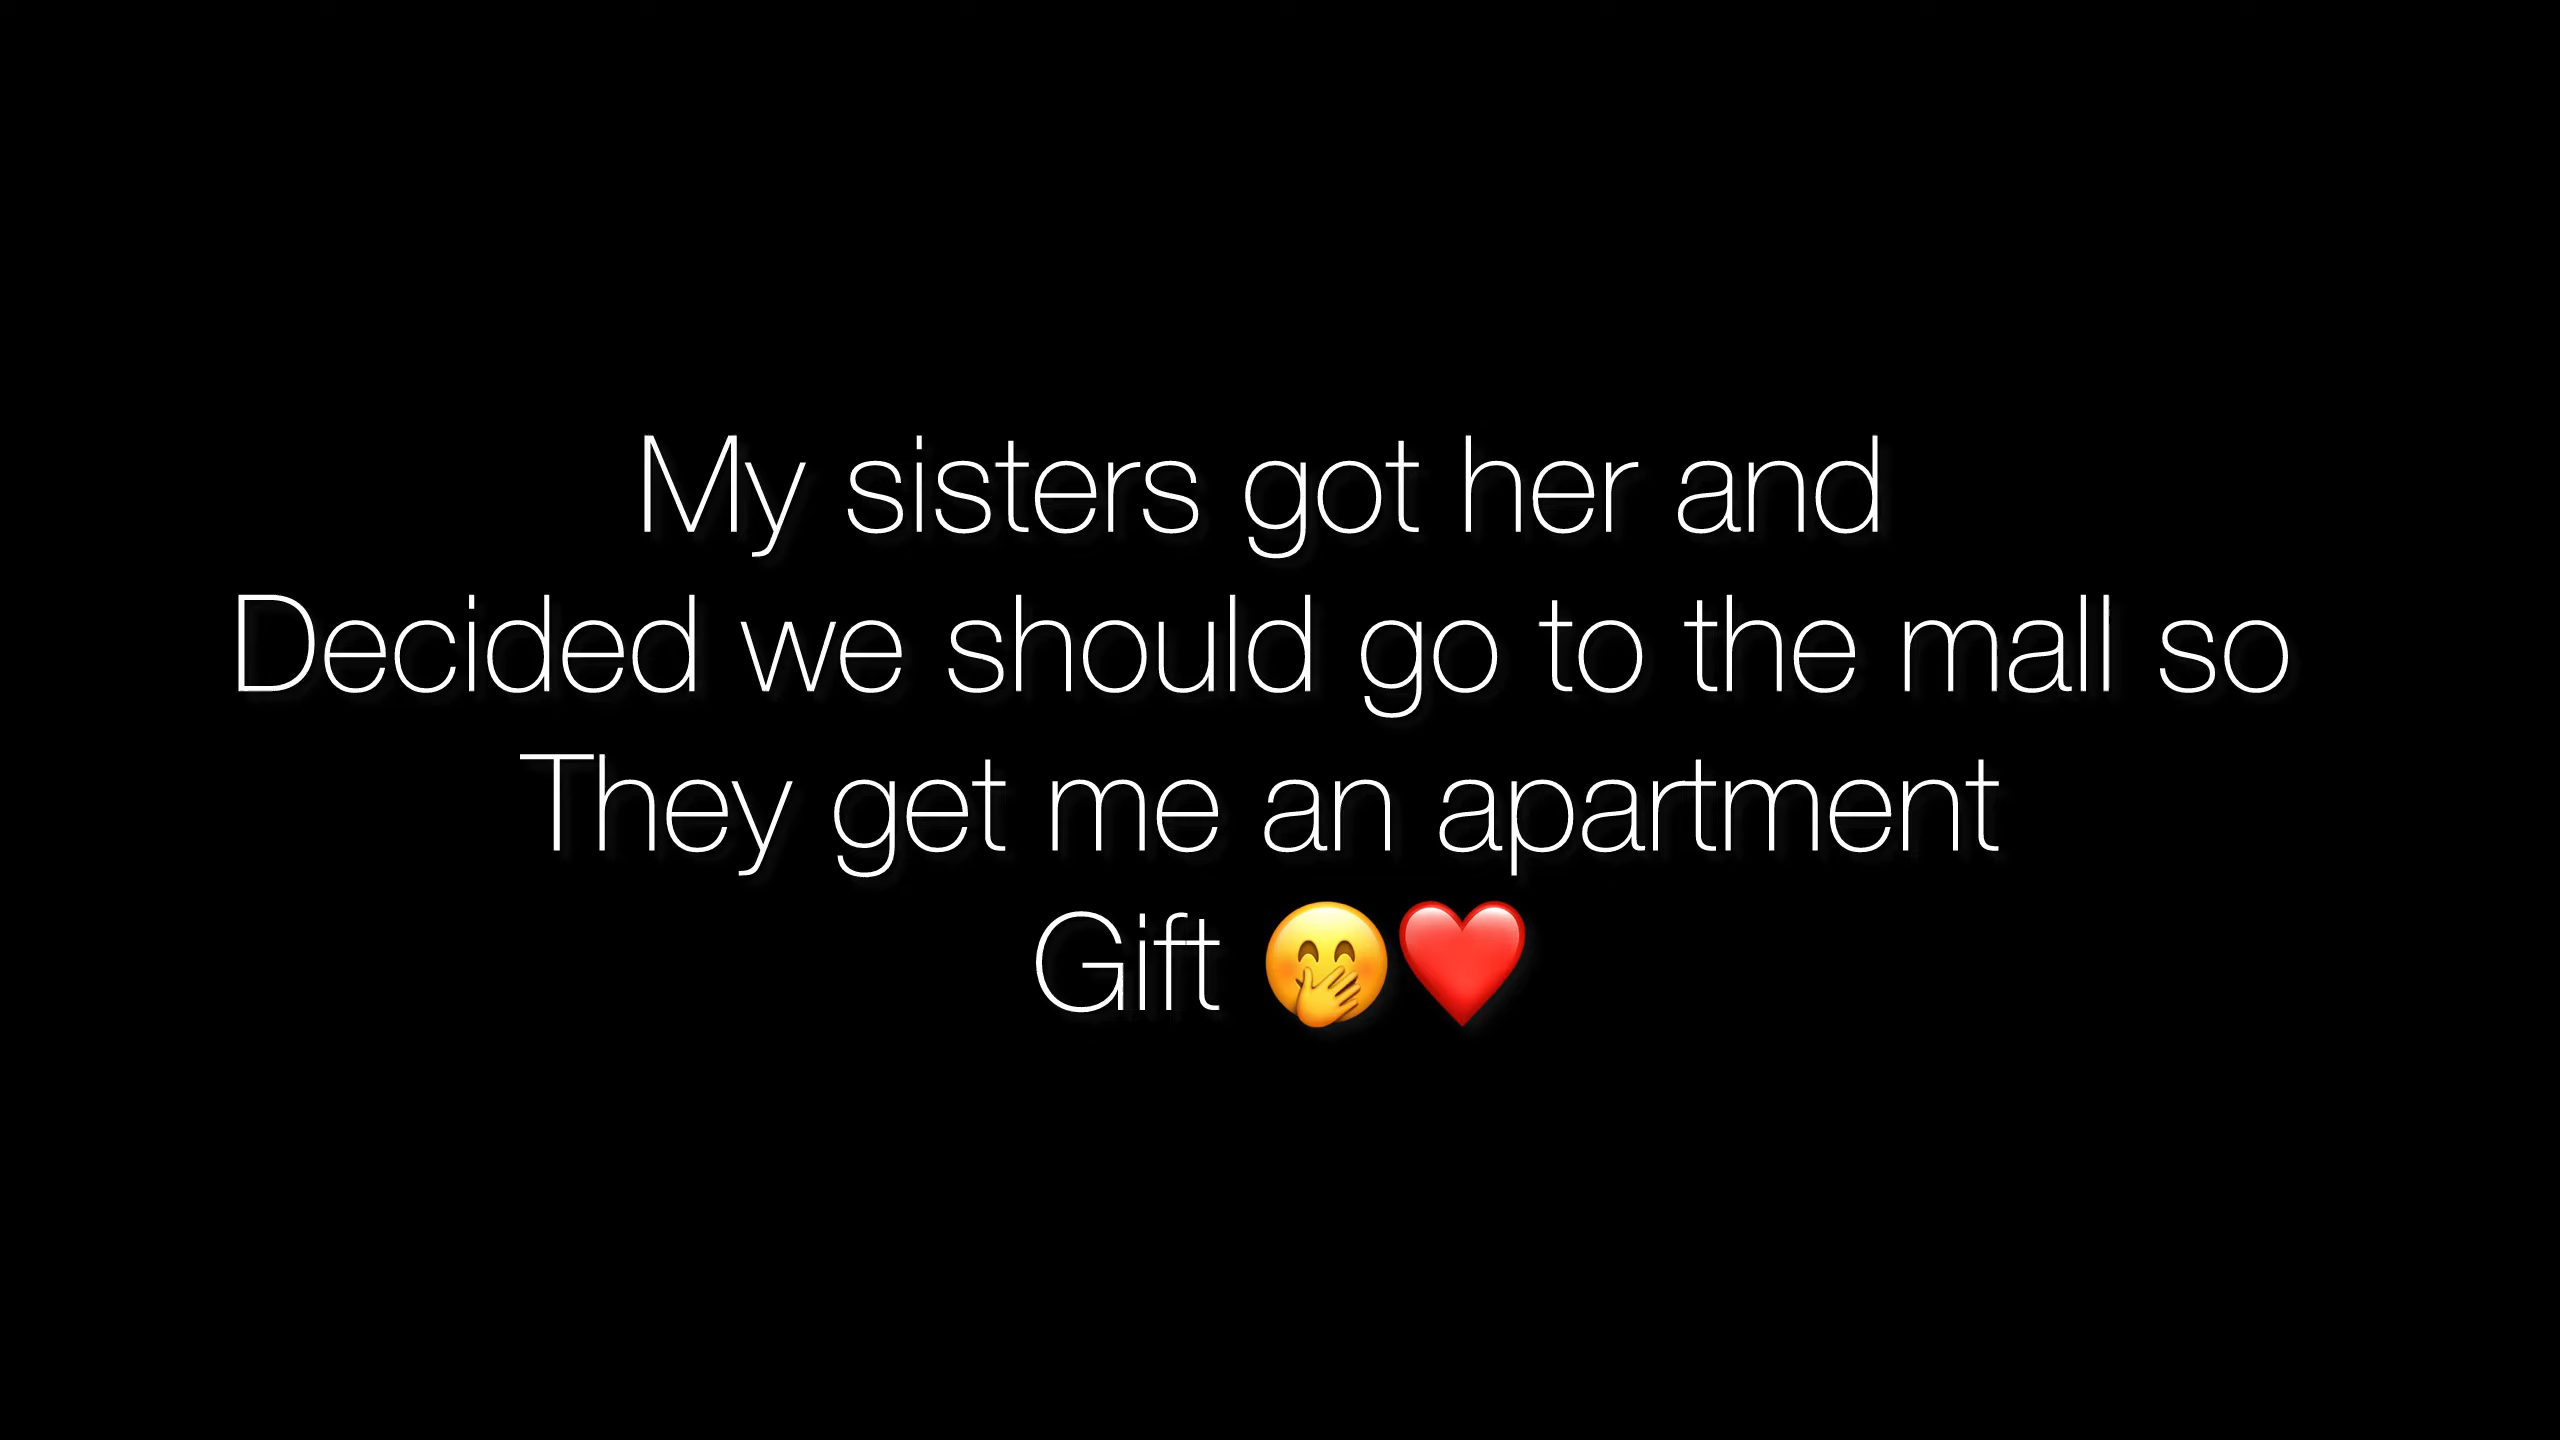 My sisters got her and
Decided we should go to the mall so
They get me an apartment
Gift 🤭❤️